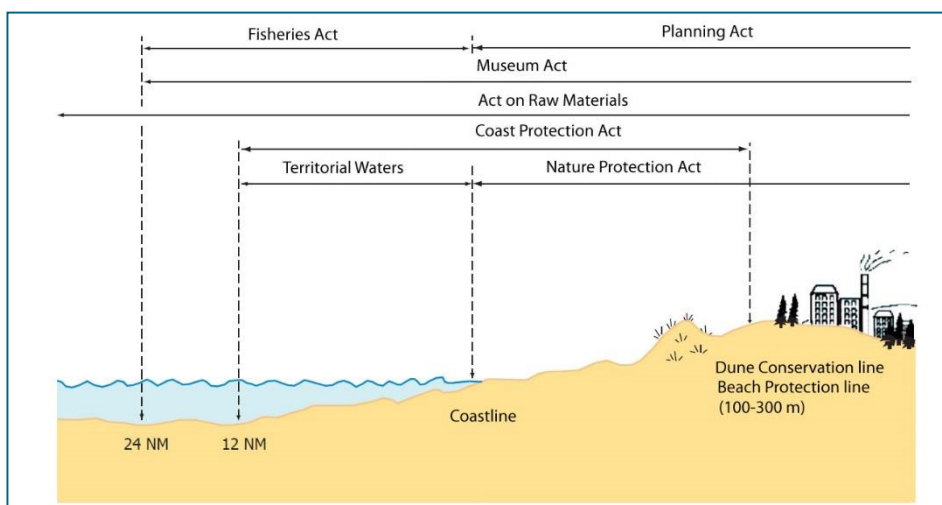 Fisheries Act
Planning Act
Museum Act
Act on Raw Materials
Coast Protection Act
Territorial Waters
Nature Protection Act
Dune Conservation line
Beach Protection line
(100-300 m)
Coastline
24 NM
12 NM